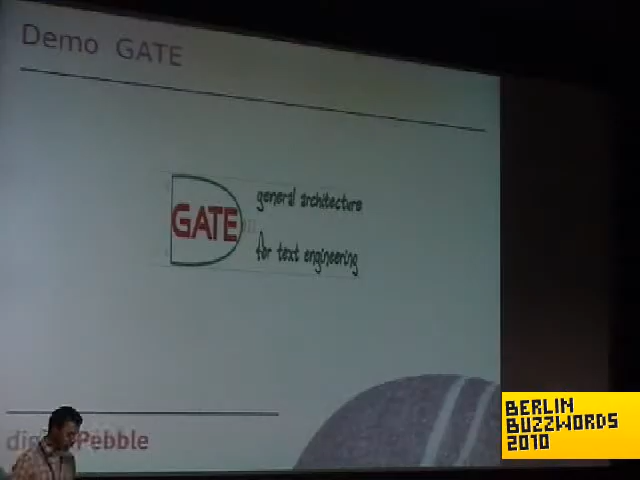 Demo GATE
GATE
general architecture
for text engineering
Pebble
BERLIN
BUZZWORDS
2010